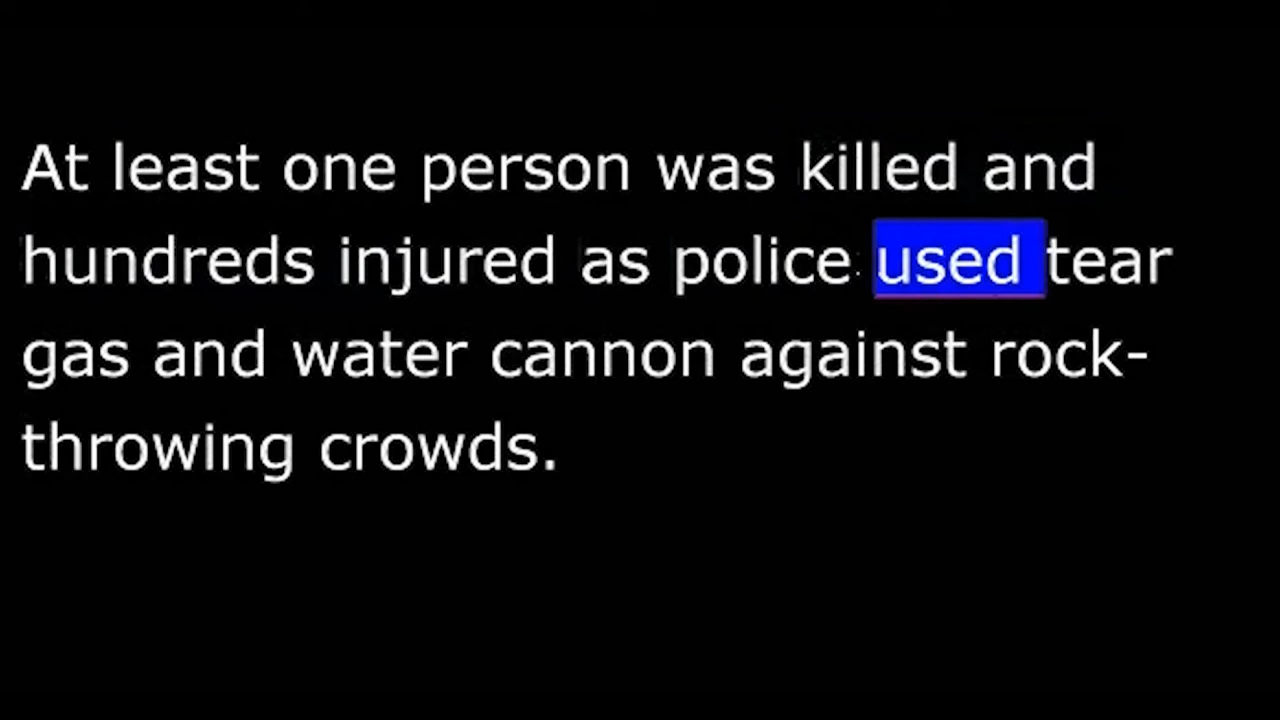 At least one person was killed and
hundreds injured as police used tear
gas and water cannon against rock-
throwing crowds.